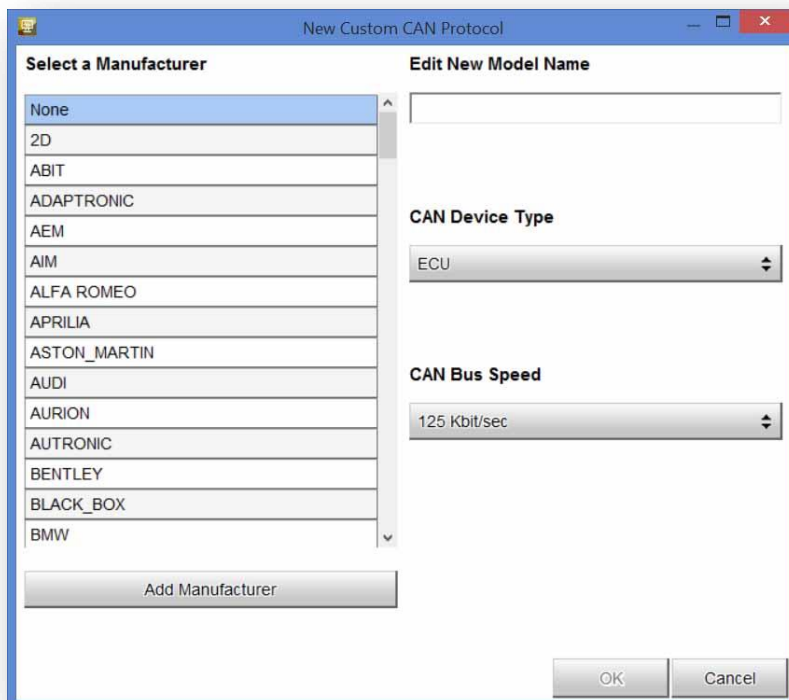 New Custom CAN Protocol
Select a Manufacturer
None
2D
ABIT
ADAPTRONIC
AEM
AIM
ALFA ROMEO
APRILIA
ASTON_MARTIN
AUDI
AURION
AUTRONIC
BENTLEY
BLACK_BOX
BMW
Add Manufacturer
Edit New Model Name
CAN Device Type
ECU
CAN Bus Speed
125 Kbit/sec
OK
Cancel